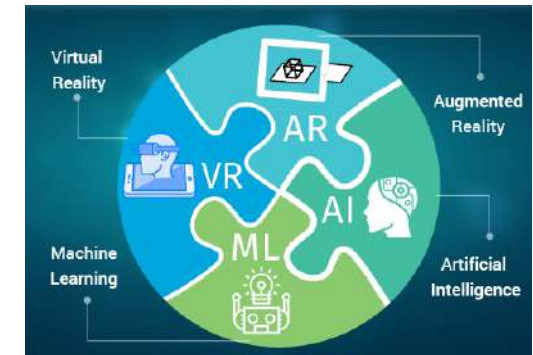 Virtual
Reality
Augmented
Reality
AR
VR
AI
ML
Machine
Learning
Artificial
Intelligence